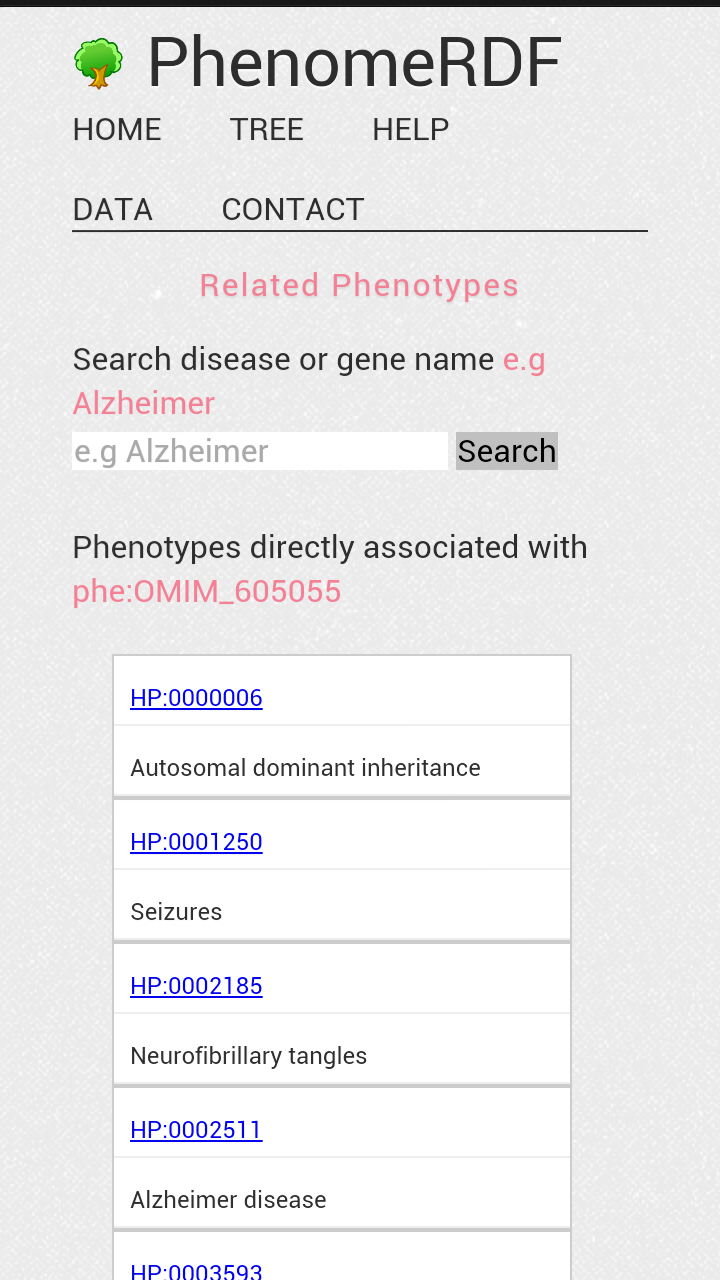 PhenomeRDF
HOME TREE HELP
DATA CONTACT
Related Phenotypes
Search disease or gene name e.g
Alzheimer
e.g Alzheimer Search
Phenotypes directly associated with
phe:OMIM_605055
HP:0000006
Autosomal dominant inheritance
HP:0001250
Seizures
HP:0002185
Neurofibrillary tangles
HP:0002511
Alzheimer disease
HP:0003593